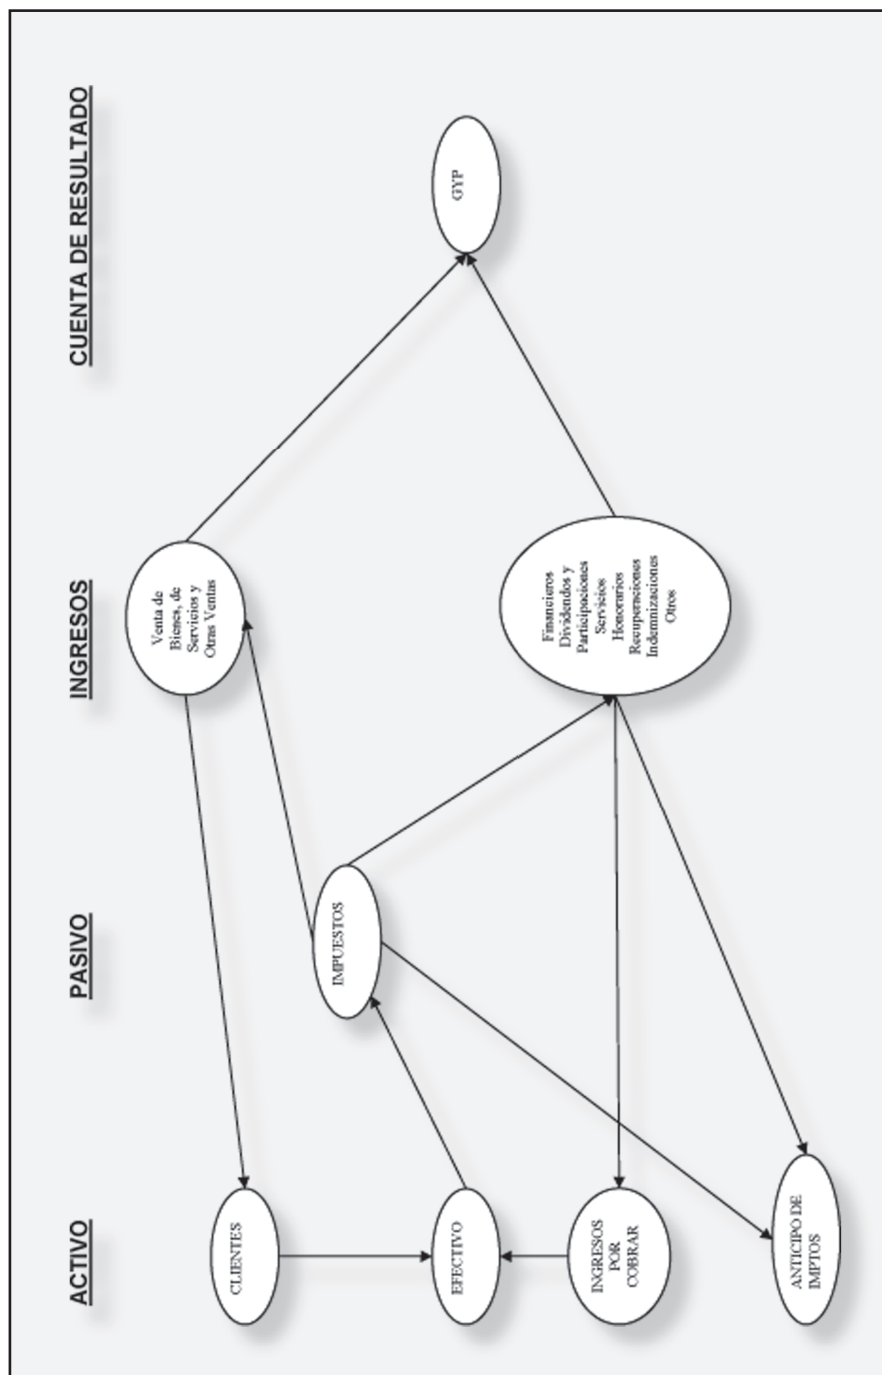 ACTIVO
PASIVO
INGRESOS
CUENTA DE RESULTADO
CLIENTES
EFECTIVO
INGRESOS
POR
COBRAR
ANTICIPO DE
IMPTOS
IMPUESTOS
Venta de
Bienes, de
Servicios y
Otras Ventas
Financieros
Dividendos y
Participaciones
Servicios
Honorarios
Recuperaciones
Indemnizaciones
Otros
GYP